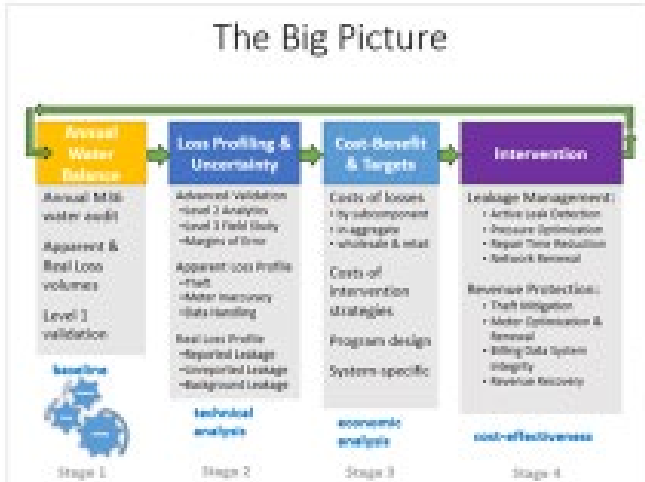 The Big Picture
Annual
Water
Balance
Annual M36
water audit
Apparent &
Real Loss
volumes
Level 1
validation
baseline
Stage 1
Loss Profiling &
Uncertainty
Advanced Validation
•Level 2 Analytics
•Level 3 Field Study
•Margins of Error
Apparent Loss Profile
•Theft
•Meter Inaccuracy
•Data Handling
Real Loss Profile
•Reported Leakage
•Unreported Leakage
•Background Leakage
technical
analysis
Stage 2
Cost-Benefit
& Targets
Costs of losses
• by subcomponent
• in aggregate
• wholesale & retail
Costs of
intervention
strategies
Program design
System specific
economic
analysis
Stage 3
Intervention
Leakage Management:
• Active Leak Detection
• Pressure Optimization
• Repair Time Reduction
• Network Renewal
Revenue Protection:
• Theft Mitigation
• Meter Optimization &
Renewal
• Billing Data System
Integrity
• Revenue Recovery
cost-effectiveness
Stage 4